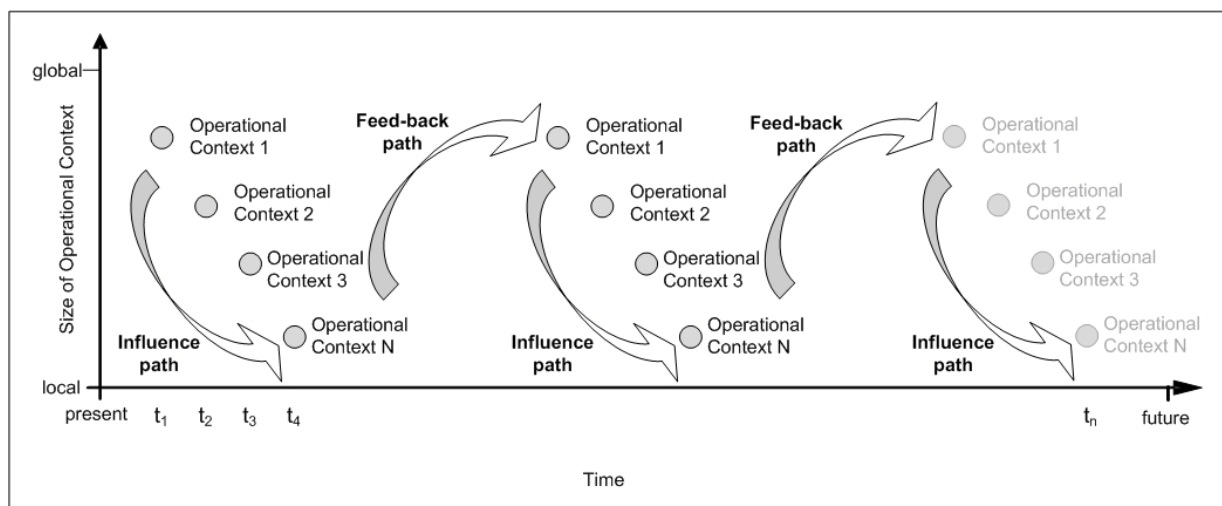 global
Size of Operational Context
local
present
t1
t2
t3
t4
tn
future
Time
Operational
Context 1
Operational
Context 2
Operational
Context 3
Operational
Context N
Influence
path
Feed-back
path
Operational
Context 1
Operational
Context 2
Operational
Context 3
Operational
Context N
Influence
path
Feed-back
path
Operational
Context 1
Operational
Context 2
Operational
Context 3
Operational
Context N
Influence
path